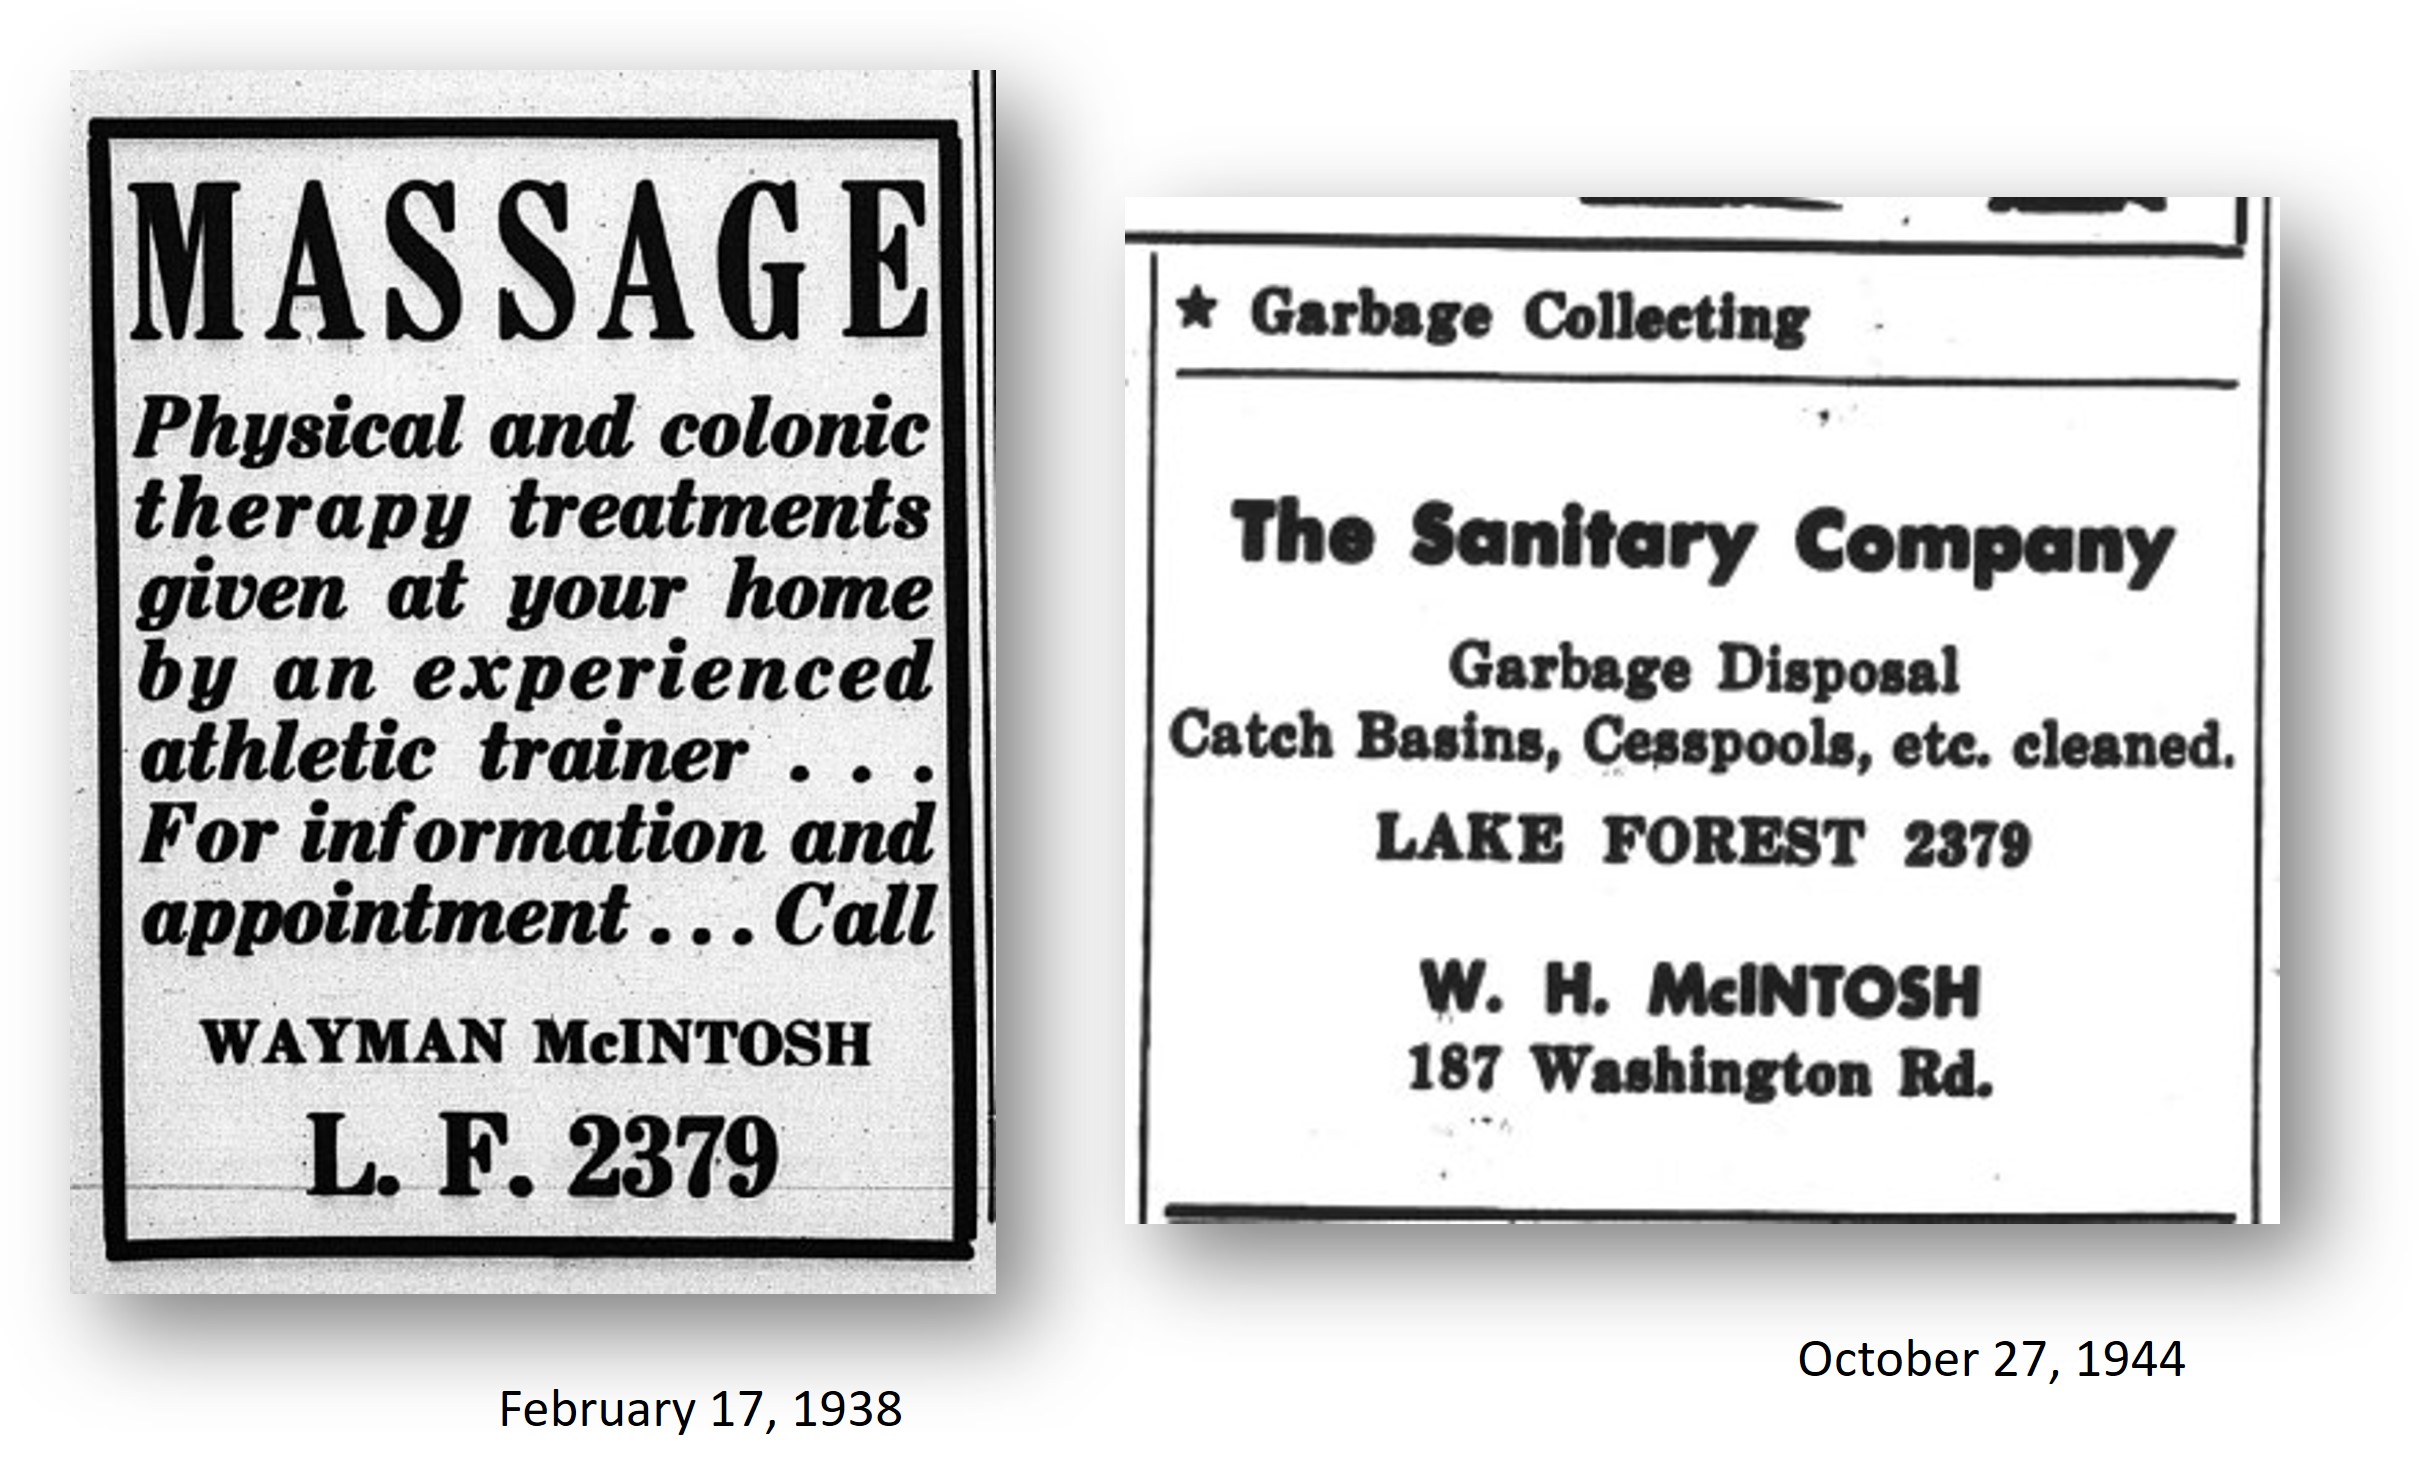 MASSAGE
Physical and colonic
therapy treatments
given at your home
by an experienced
athletic trainer . . .
For information and
appointment . . . Call
WAYMAN McINTOSH
L. F. 2379
February 17, 1938
★ Garbage Collecting
The Sanitary Company
Garbage Disposal
Catch Basins, Cesspools, etc. cleaned.
LAKE FOREST 2379
W. H. McINTOSH
187 Washington Rd.
October 27, 1944